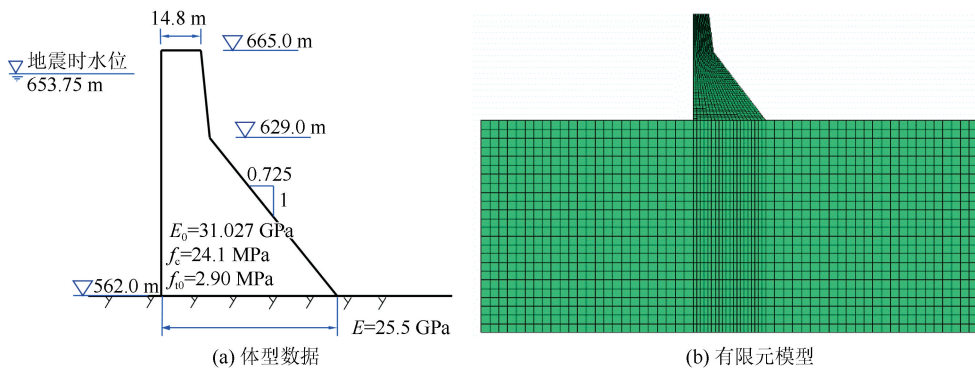 14.8 m
665.0 m
地震时水位
653.75 m
629.0 m
0.725
1
E₀=31.027 GPa
f_c=24.1 MPa
f_t0=2.90 MPa
562.0 m
E=25.5 GPa
(a) 体型数据
(b) 有限元模型